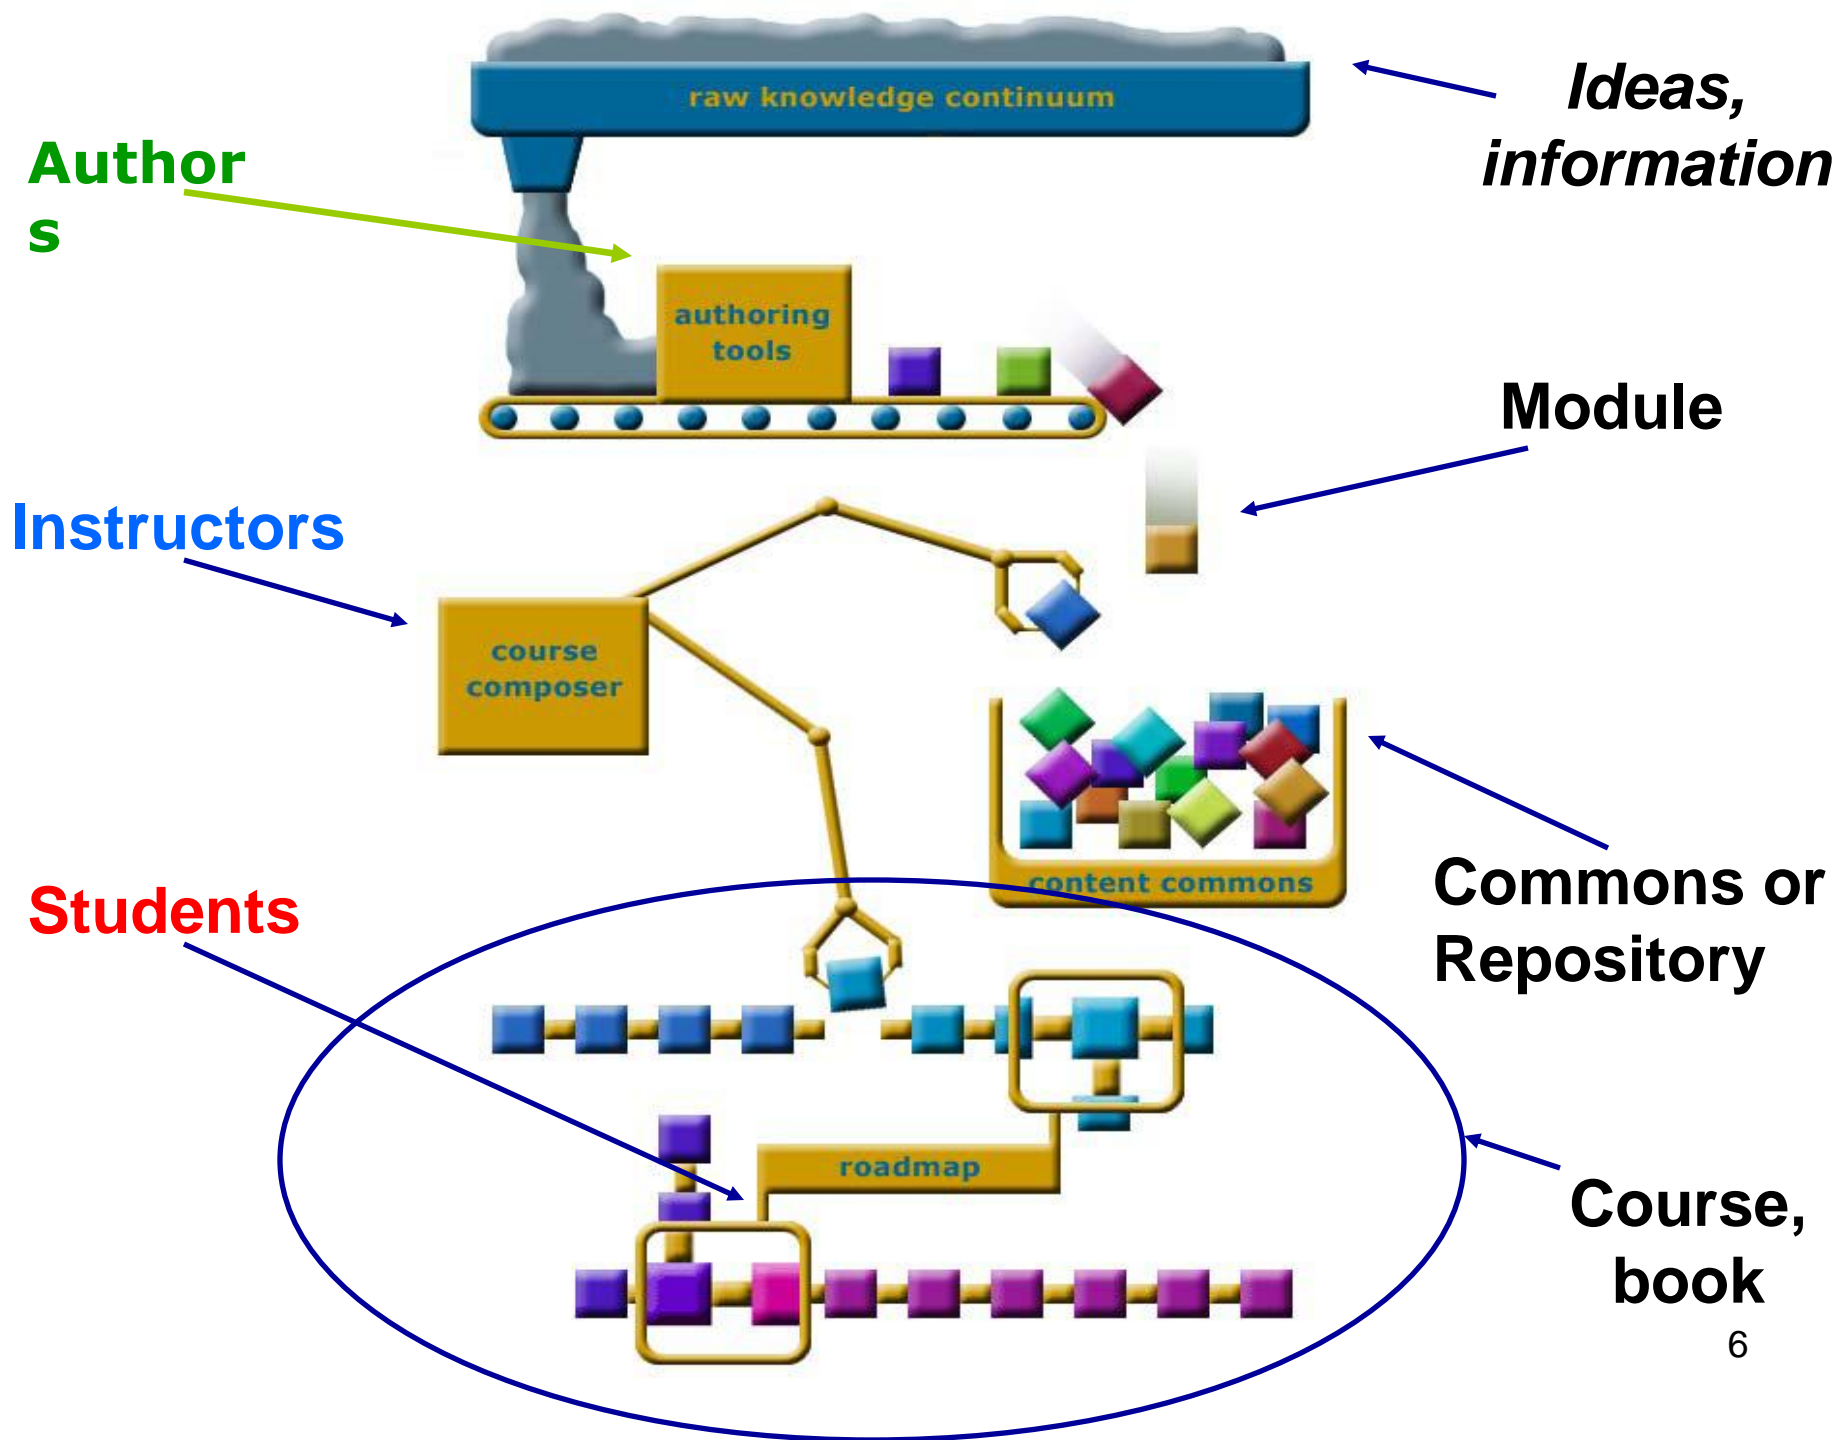 raw knowledge continuum
Ideas,
information
Author
s
authoring
tools
Module
Instructors
course
composer
content commons
Commons or
Repository
Students
roadmap
Course,
book
6